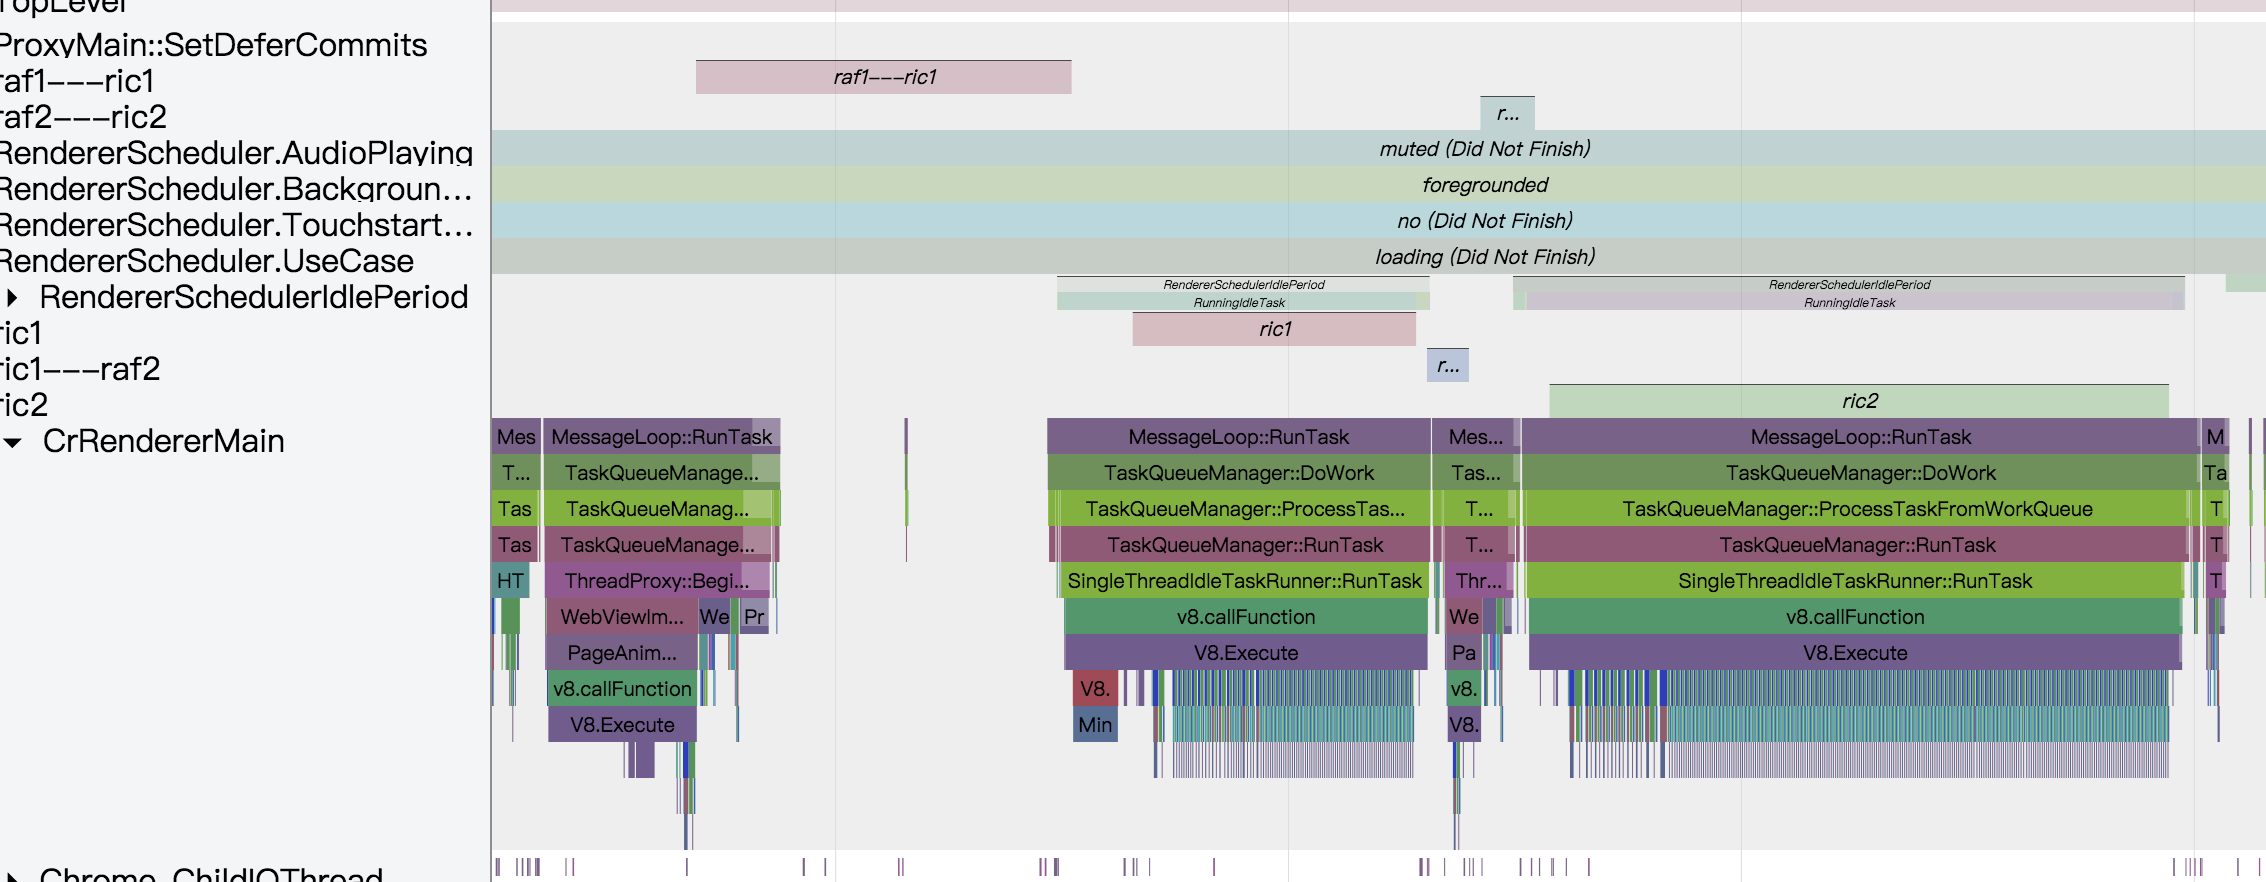 TopLevel
ProxyMain::SetDeferCommits
raf1---ric1
raf1---ric1
raf2---ric2
r...
RendererScheduler.AudioPlaying
muted (Did Not Finish)
RendererScheduler.Backgroun...
foregrounded
RendererScheduler.Touchstart...
no (Did Not Finish)
RendererScheduler.UseCase
loading (Did Not Finish)
RendererSchedulerIdlePeriod
RendererSchedulerIdlePeriod
RendererSchedulerIdlePeriod
RunningIdleTask
RunningIdleTask
ric1
ric1
ric1---raf2
r...
ric2
ric2
CrRendererMain
Mes
MessageLoop::RunTask
MessageLoop::RunTask
Mes...
MessageLoop::RunTask
M
T...
TaskQueueManage...
TaskQueueManager::DoWork
Tas...
TaskQueueManager::DoWork
Ta
Tas
TaskQueueManag...
TaskQueueManager::ProcessTas...
T...
TaskQueueManager::ProcessTaskFromWorkQueue
T
Tas
TaskQueueManage...
TaskQueueManager::RunTask
T...
TaskQueueManager::RunTask
T
HT
ThreadProxy::Begi...
SingleThreadIdleTaskRunner::RunTask
Thr...
SingleThreadIdleTaskRunner::RunTask
T
WebViewIm...
We
Pr
v8.callFunction
We
v8.callFunction
PageAnim...
V8.Execute
Pa
V8.Execute
v8.callFunction
V8.
v8.
V8.Execute
Min
V8.
Chrome_ChildIOThread